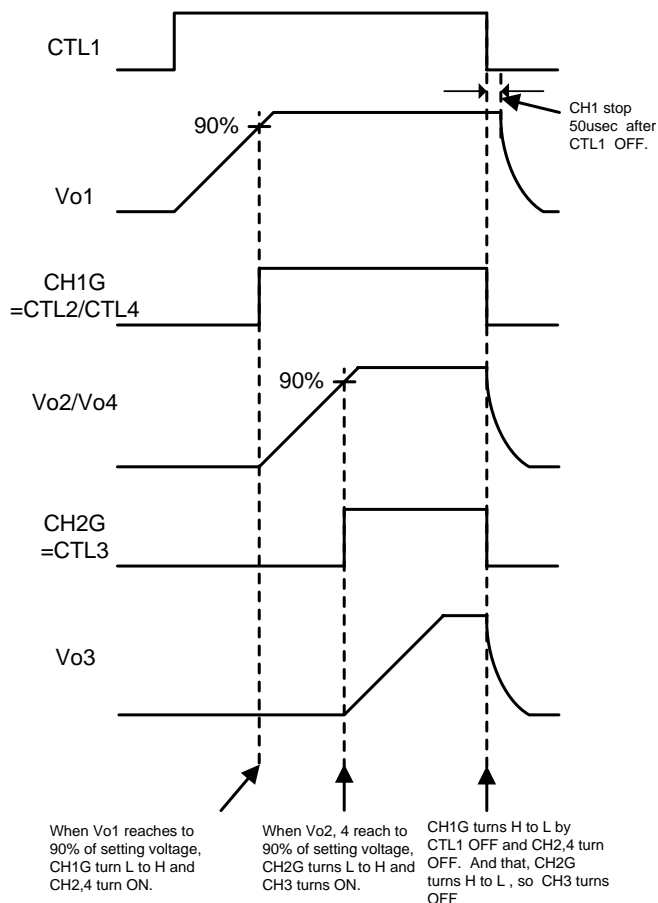 CTL1
CH1 stop
50usec after
CTL1 OFF.
90%
Vo1
CH1G
=CTL2/CTL4
90%
Vo2/Vo4
CH2G
=CTL3
Vo3
When Vo1 reaches to
90% of setting voltage,
CH1G turn L to H and
CH2,4 turn ON.
When Vo2, 4 reach to
90% of setting voltage,
CH2G turns L to H and
CH3 turns ON.
CH1G turns H to L by
CTL1 OFF and CH2,4 turn
OFF. And that, CH2G
turns H to L , so CH3 turns
OFF